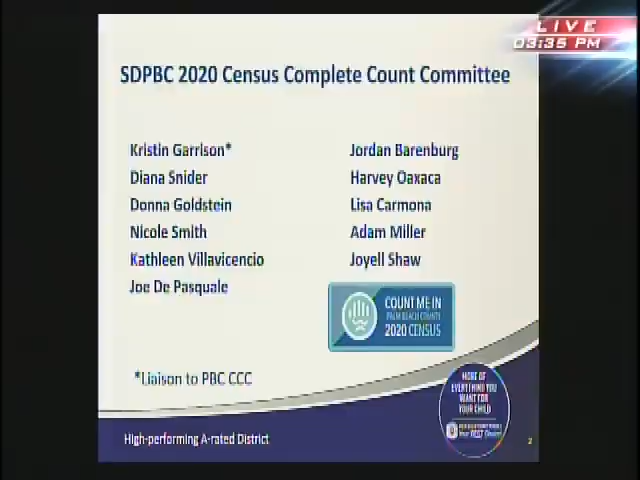 LIVE
03:35 PM
SDPBC 2020 Census Complete Count Committee
Kristin Garrison*
Diana Snider
Donna Goldstein
Nicole Smith
Kathleen Villavicencio
Joe De Pasquale
Jordan Barenburg
Harvey Oaxaca
Lisa Carmona
Adam Miller
Joyell Shaw
COUNT ME IN
PALM BEACH COUNTY
2020 CENSUS
*Liaison to PBC CCC
MORE OF
EVERYTHING YOU
WANT FOR
YOUR CHILD
Your BEST Choice!
High-performing A-rated District
2